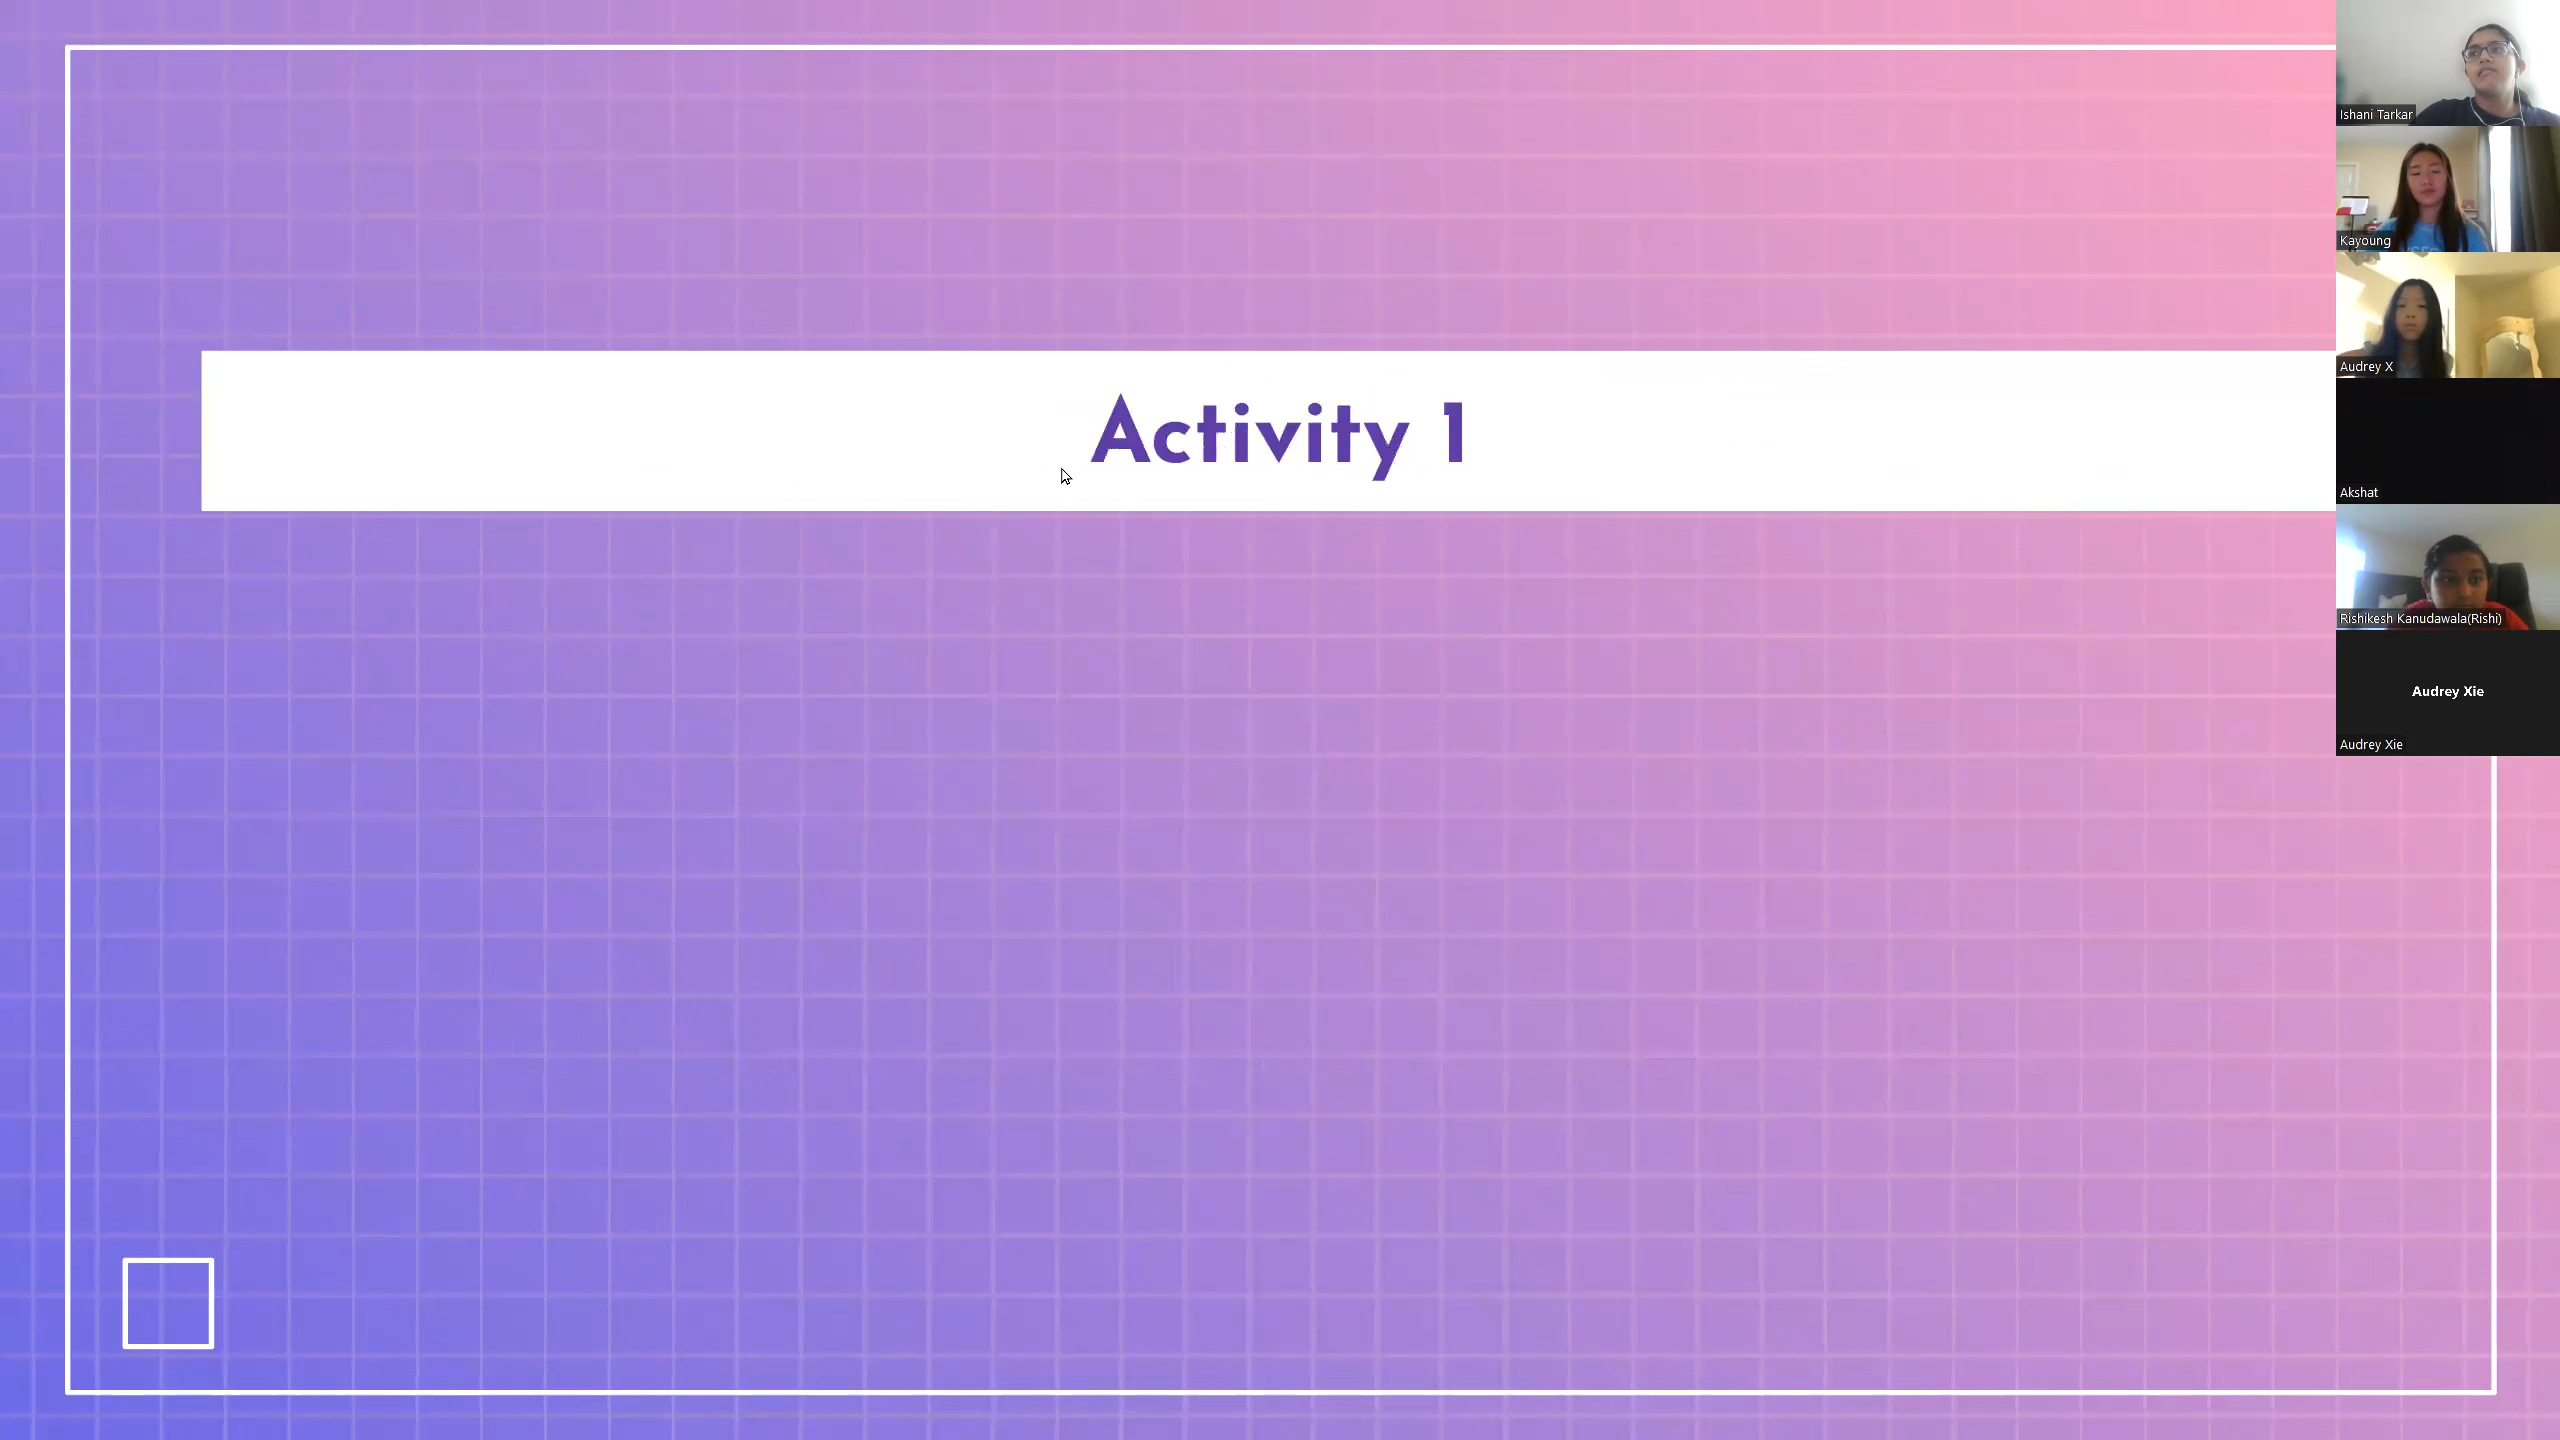 Activity 1
Ishani Tarkar
Kayoung
Audrey X
Akshat
Rishikesh Kanudawala(Rishi)
Audrey Xie
Audrey Xie